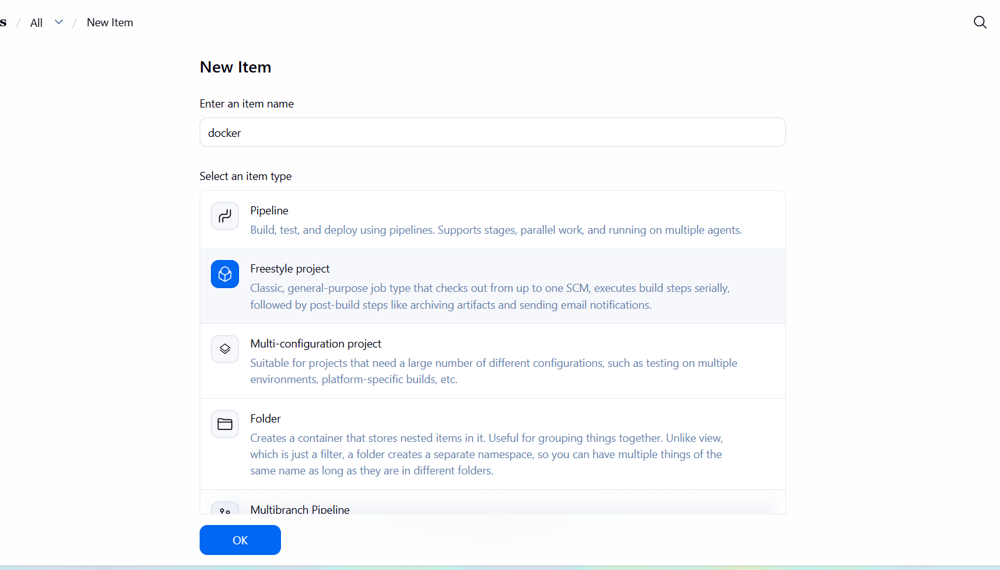 s / All / New Item
New Item
Enter an item name
docker
Select an item type
Pipeline
Build, test, and deploy using pipelines. Supports stages, parallel work, and running on multiple agents.
Freestyle project
Classic, general-purpose job type that checks out from up to one SCM, executes build steps serially,
followed by post-build steps like archiving artifacts and sending email notifications.
Multi-configuration project
Suitable for projects that need a large number of different configurations, such as testing on multiple
environments, platform-specific builds, etc.
Folder
Creates a container that stores nested items in it. Useful for grouping things together. Unlike view,
which is just a filter, a folder creates a separate namespace, so you can have multiple things of the
same name as long as they are in different folders.
Multibranch Pipeline
OK